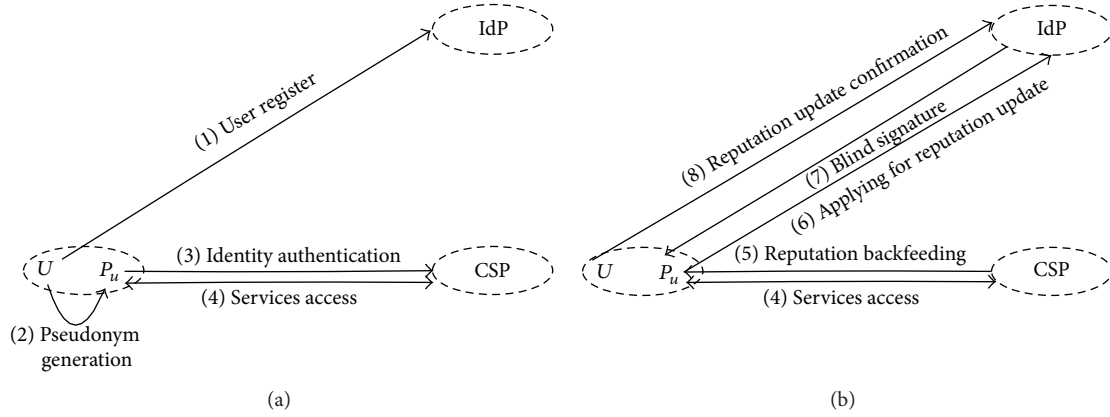 IdP
(1) User register
U
P_u
(3) Identity authentication
CSP
(4) Services access
(2) Pseudonym
generation
(a)
IdP
(8) Reputation update confirmation
(7) Blind signature
(6) Applying for reputation update
U
P_u
(5) Reputation backfeeding
CSP
(4) Services access
(b)